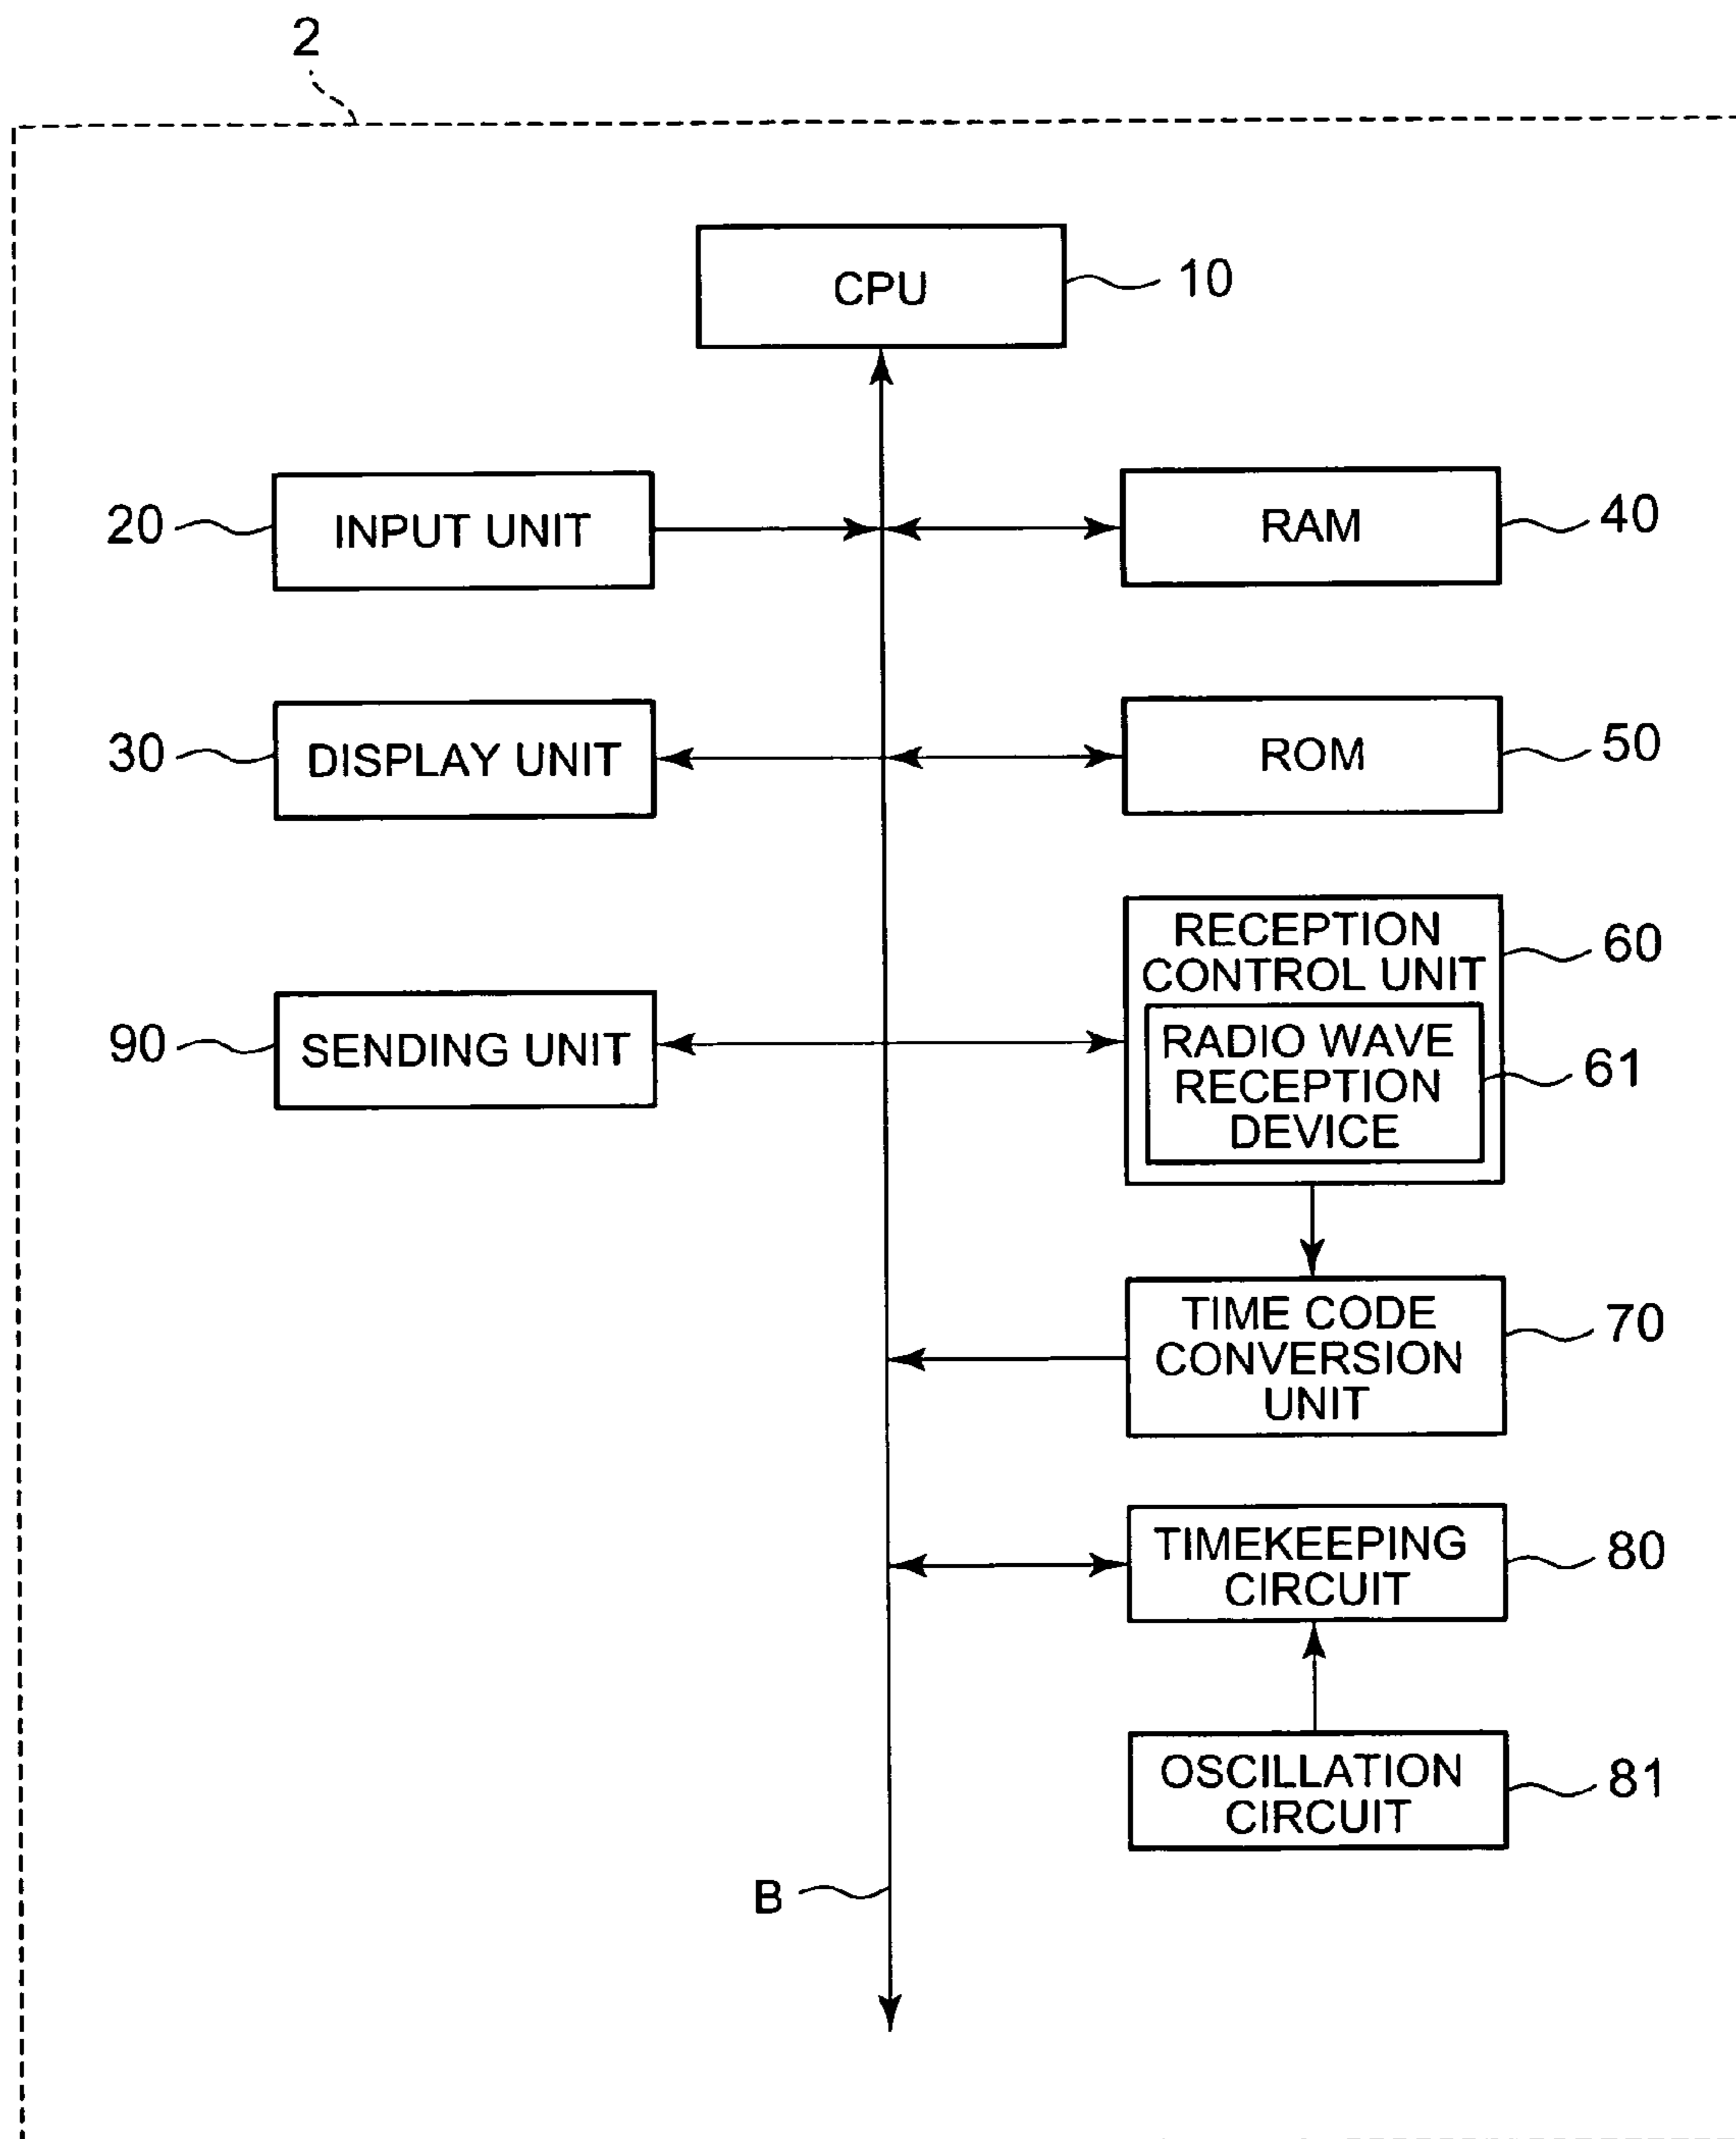 2
CPU
10
20
INPUT UNIT
RAM
40
30
DISPLAY UNIT
ROM
50
RECEPTION
CONTROL UNIT
60
90
SENDING UNIT
RADIO WAVE
RECEPTION
DEVICE
61
TIME CODE
CONVERSION
UNIT
70
TIMEKEEPING
CIRCUIT
80
OSCILLATION
CIRCUIT
81
B